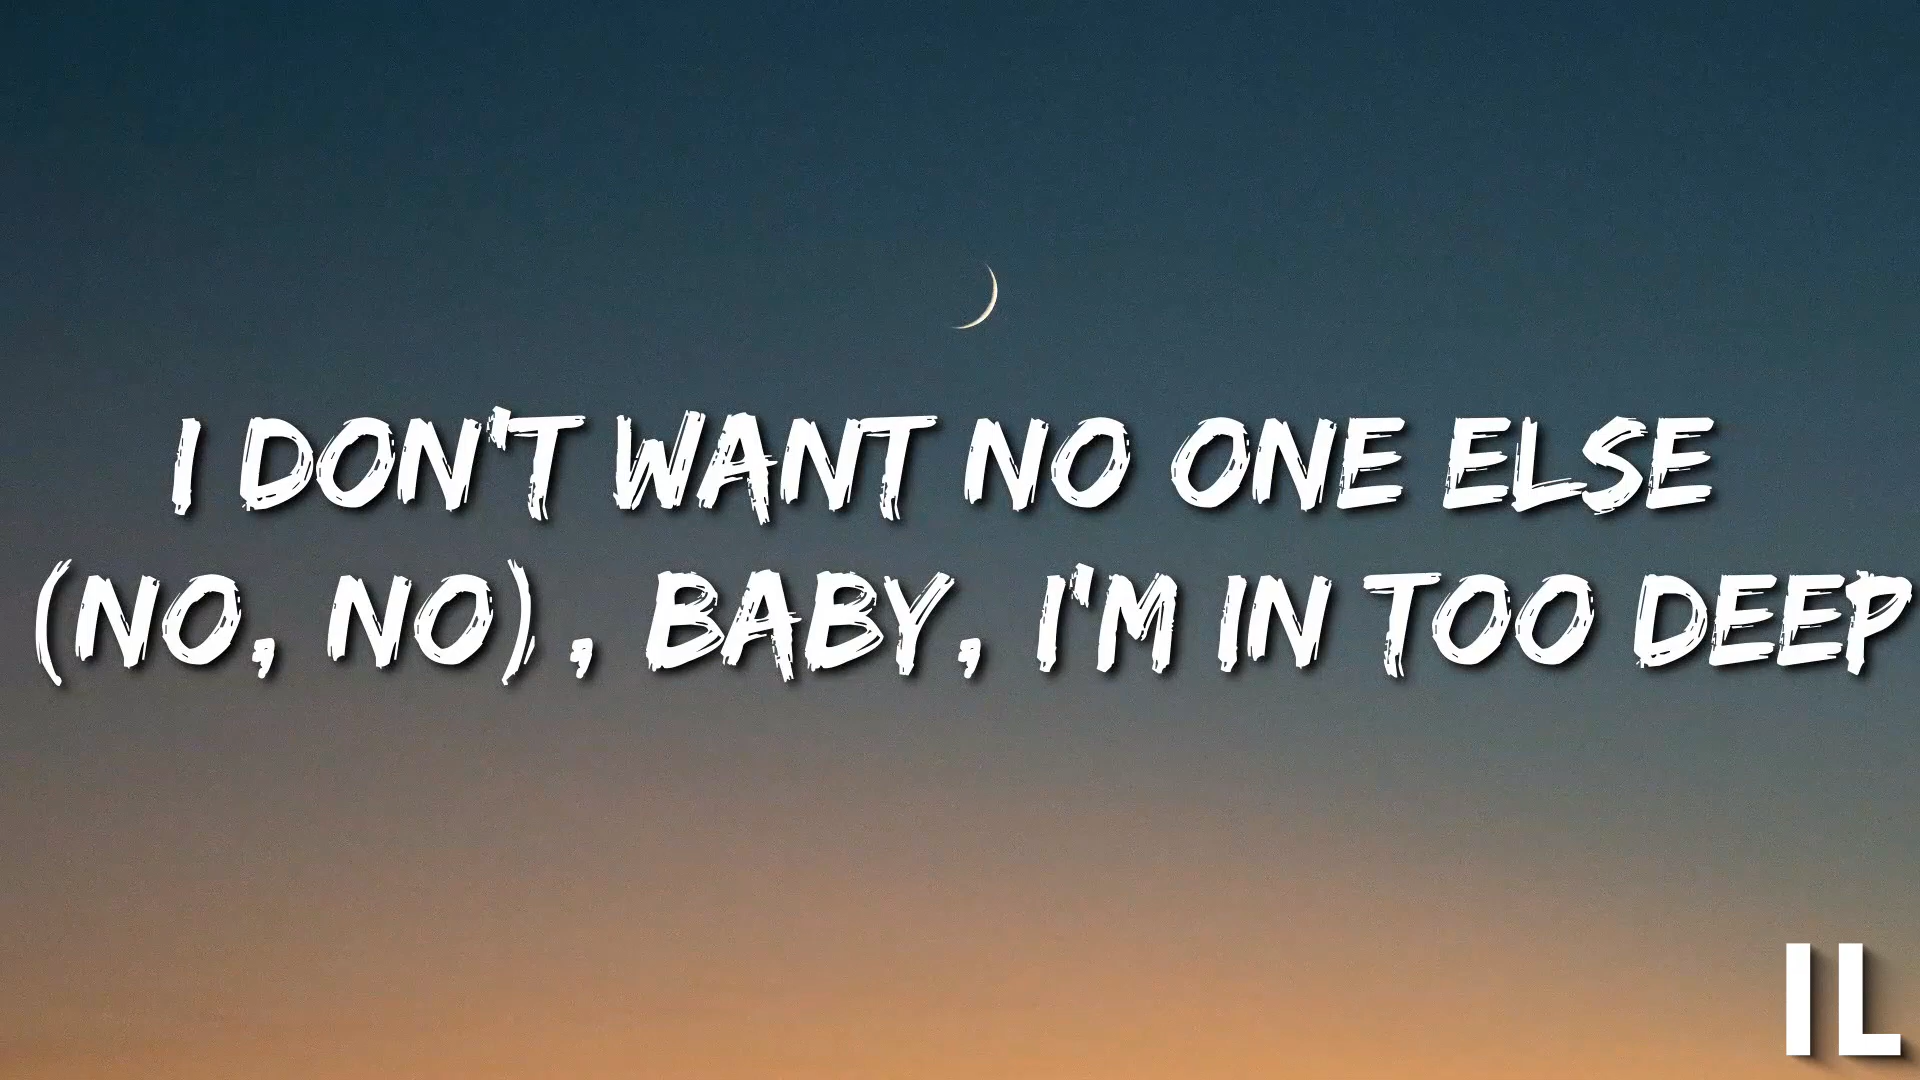 I DON'T WANT NO ONE ELSE
(NO, NO), BABY, I'M IN TOO DEEP
IL